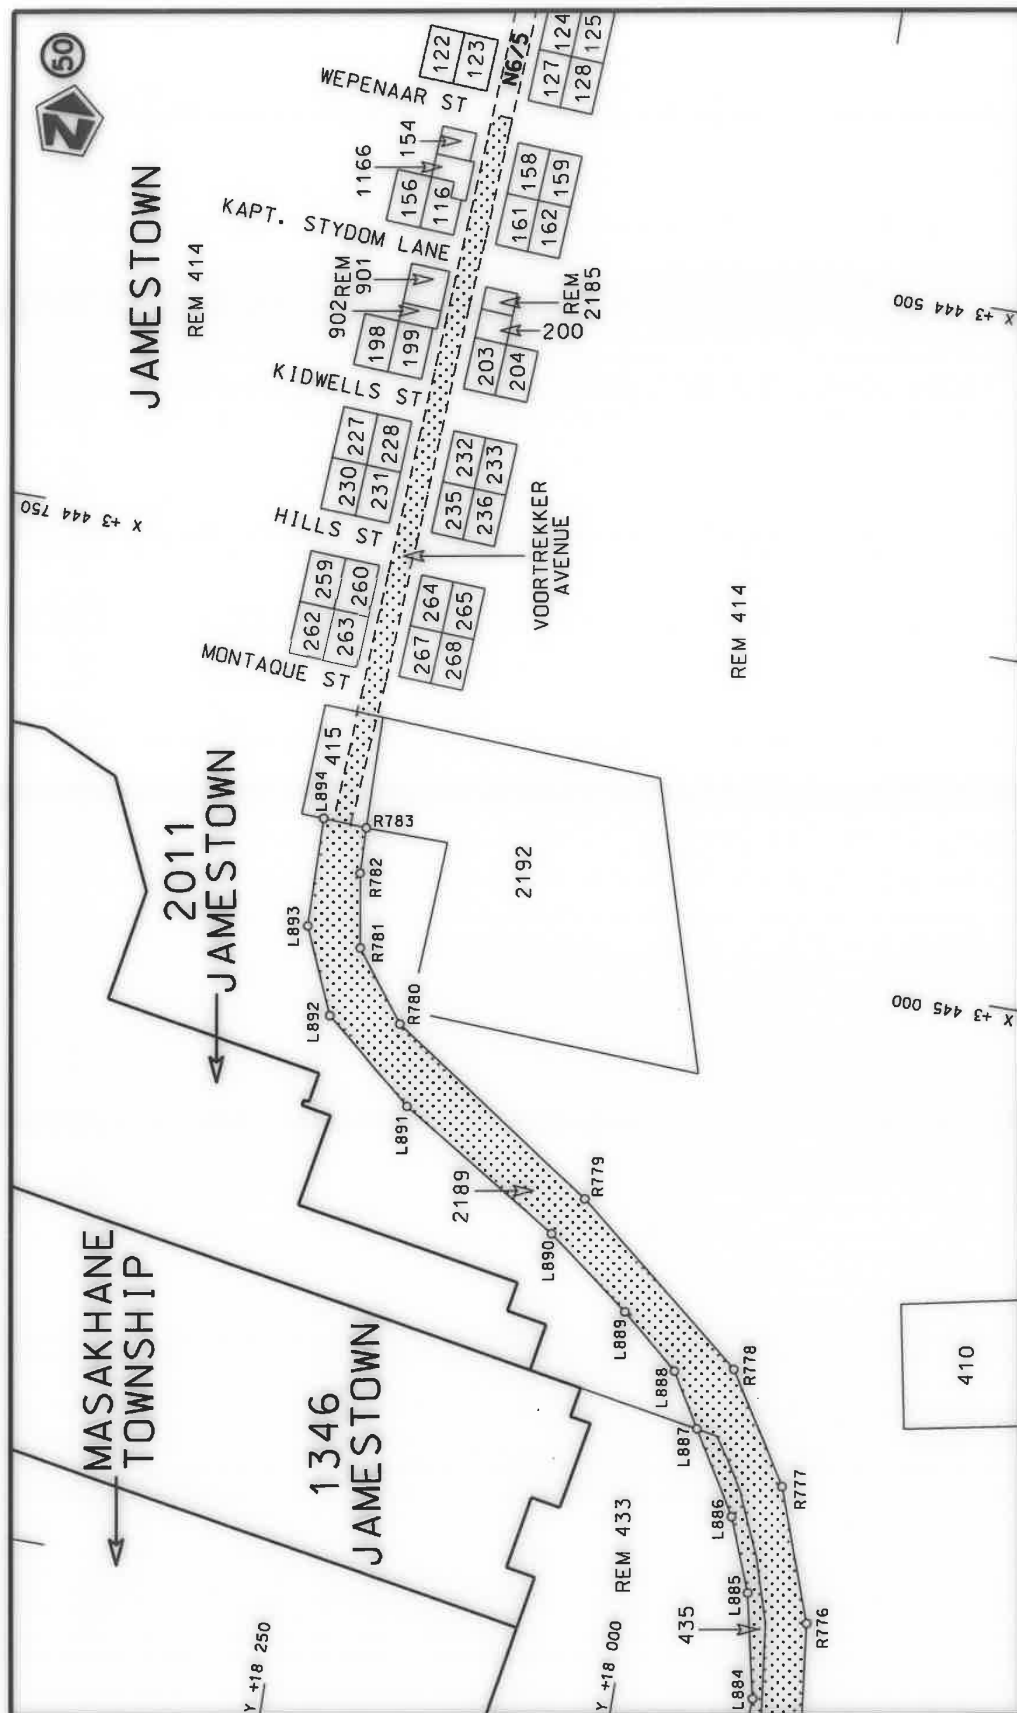 50
N
JAMESTOWN
REM 414
WEPENAAR ST
122
123
N6/5
127
124
128
125
1166
154
156
116
KAPT. STYDOM LANE
161
158
162
159
902
REM
901
198
199
REM
2185
200
203
204
KIDWELLS ST
X +3 444 500
230
227
231
228
235
232
236
233
HILLS ST
X +3 444 750
VOORTREKKER
AVENUE
262
259
263
260
267
264
268
265
MONTAQUE ST
REM 414
415
2011
JAMESTOWN
L894
R783
R782
L893
R781
L892
R780
2192
X +3 445 000
L891
2189
R779
L890
L889
L888
R778
L887
R777
L886
L885
R776
L884
435
410
MASAKHANE
TOWNSHIP
1346
JAMESTOWN
REM 433
Y +18 250
Y +18 000